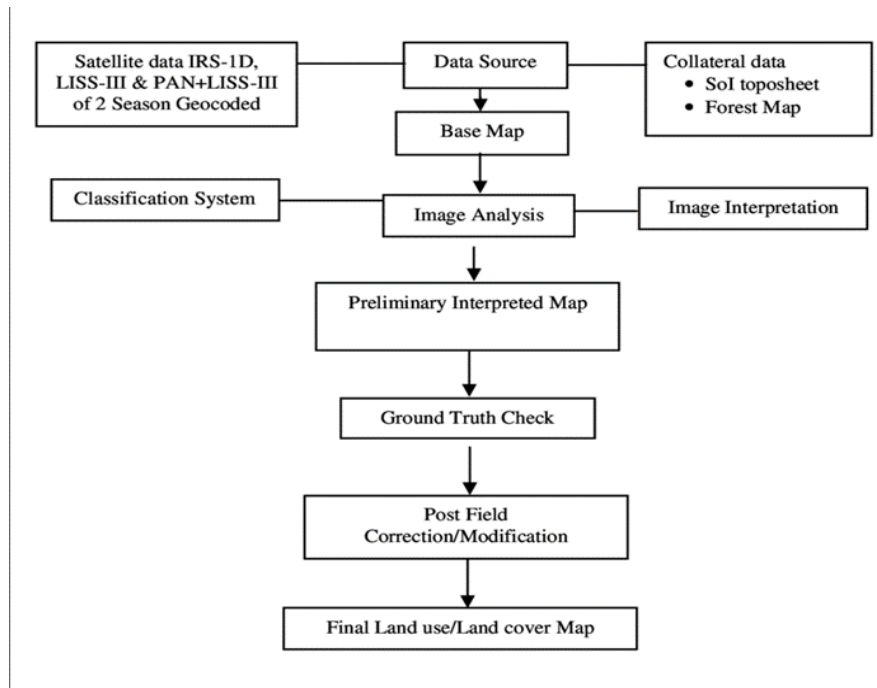 Satellite data IRS-1D,
LISS-III & PAN+LISS-III
of 2 Season Geocoded
Data Source
Collateral data
• SoI toposheet
• Forest Map
Base Map
Classification System
Image Analysis
Image Interpretation
Preliminary Interpreted Map
Ground Truth Check
Post Field
Correction/Modification
Final Land use/Land cover Map